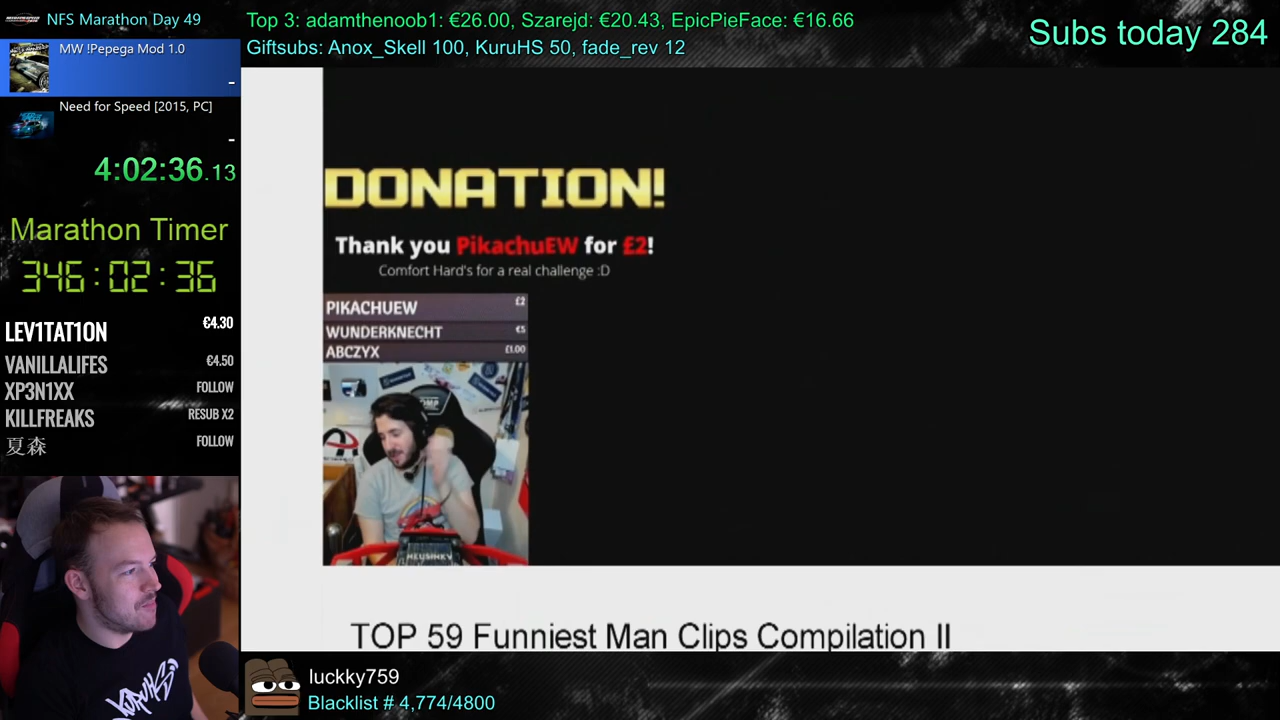 NFS Marathon Day 49
MW !Pepega Mod 1.0
-
Need for Speed [2015, PC]
-
4:02:36.13
Marathon Timer
346:02:36
LEV1TAT1ON €4.30
VANILLALIFES €4.50
XP3N1XX FOLLOW
KILLFREAKS RESUB X2
夏森 FOLLOW
Top 3: adamthenoob1: €26.00, Szarejd: €20.43, EpicPieFace: €16.66
Giftsubs: Anox_Skell 100, KuruHS 50, fade_rev 12
Subs today 284
DONATION!
Thank you PikachuEW for £2!
Comfort Hard's for a real challenge :D
PIKACHUEW £2
WUNDERKNECHT €5
ABCZYX £1.00
TOP 59 Funniest Man Clips Compilation II
luckky759
Blacklist # 4,774/4800